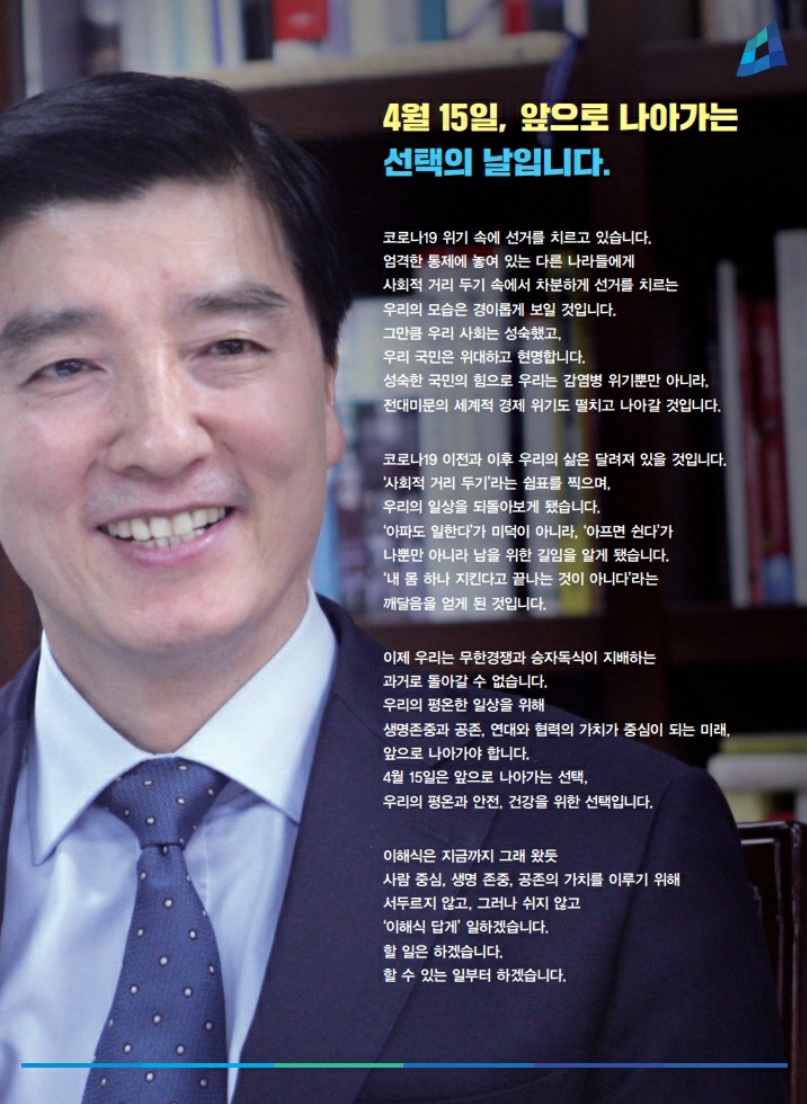 4월 15일, 앞으로 나아가는
선택의 날입니다.
코로나19 위기 속에 선거를 치르고 있습니다.
엄격한 통제에 놓여 있는 다른 나라들에게
사회적 거리 두기 속에서 차분하게 선거를 치르는
우리의 모습은 경이롭게 보일 것입니다.
그만큼 우리 사회는 성숙했고,
우리 국민은 위대하고 현명합니다.
성숙한 국민의 힘으로 우리는 감염병 위기뿐만 아니라,
전대미문의 세계적 경제 위기도 떨치고 나아갈 것입니다.
코로나19 이전과 이후 우리의 삶은 달려져 있을 것입니다.
‘사회적 거리 두기’라는 쉼표를 찍으며,
우리의 일상을 되돌아보게 됐습니다.
‘아파도 일한다’가 미덕이 아니라, ‘아프면 쉰다’가
나뿐만 아니라 남을 위한 길임을 알게 됐습니다.
‘내 몸 하나 지킨다고 끝나는 것이 아니다’라는
깨달음을 얻게 된 것입니다.
이제 우리는 무한경쟁과 승자독식이 지배하는
과거로 돌아갈 수 없습니다.
우리의 평온한 일상을 위해
생명존중과 공존, 연대와 협력의 가치가 중심이 되는 미래,
앞으로 나아가야 합니다.
4월 15일은 앞으로 나아가는 선택,
우리의 평온과 안전, 건강을 위한 선택입니다.
이해식은 지금까지 그래 왔듯
사람 중심, 생명 존중, 공존의 가치를 이루기 위해
서두르지 않고, 그러나 쉬지 않고
‘이해식 답게’ 일하겠습니다.
할 일은 하겠습니다.
할 수 있는 일부터 하겠습니다.